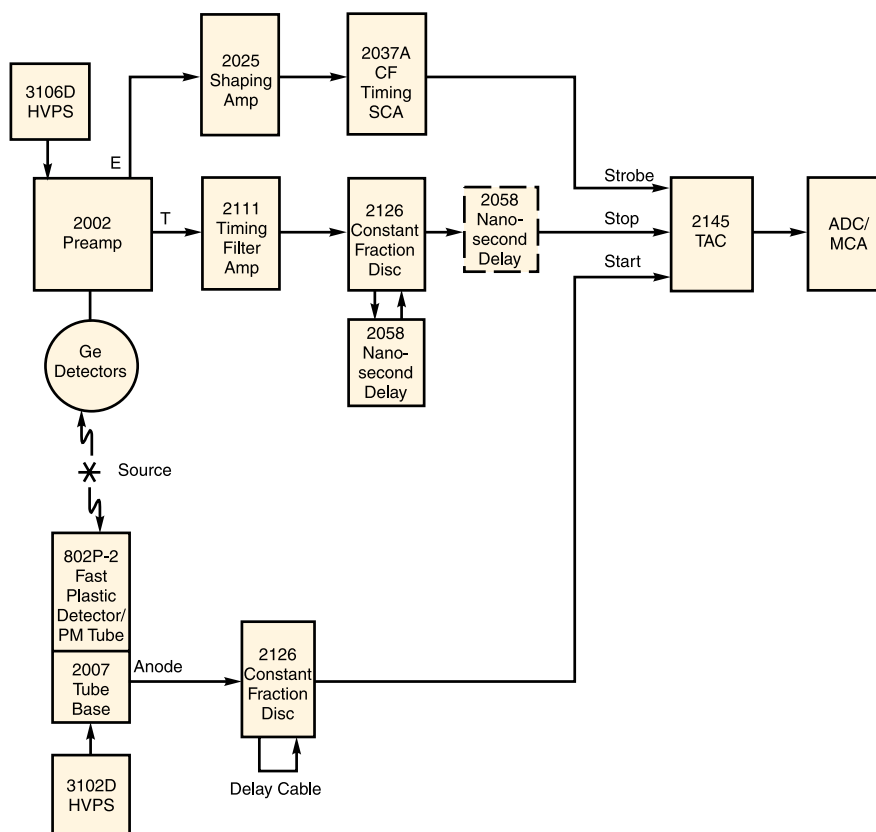 3106D
HVPS
2025
Shaping
Amp
2037A
CF
Timing
SCA
E
2002
Preamp
T
2111
Timing
Filter
Amp
2126
Constant
Fraction
Disc
2058
Nano-
second
Delay
2058
Nano-
second
Delay
Strobe
Stop
Start
2145
TAC
ADC/
MCA
Ge
Detectors
Source
802P-2
Fast
Plastic
Detector/
PM Tube
2007
Tube
Base
Anode
2126
Constant
Fraction
Disc
Delay Cable
3102D
HVPS